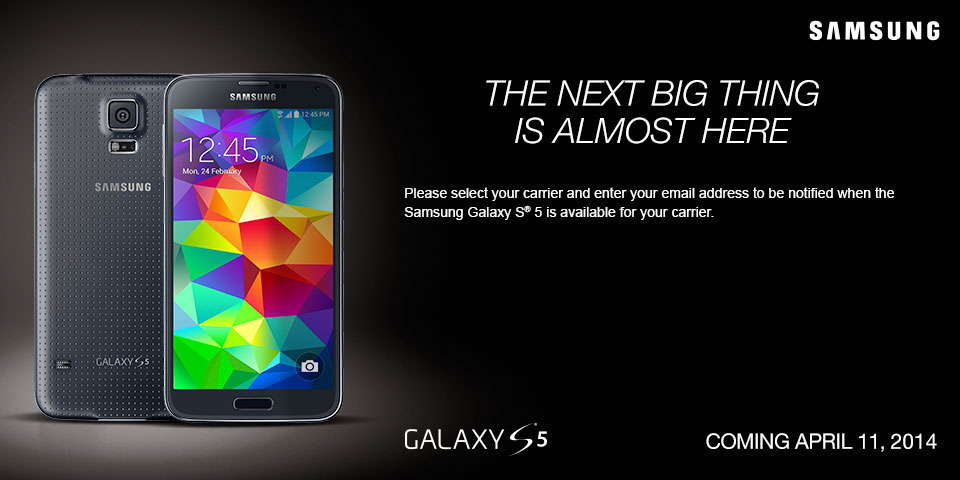 SAMSUNG
THE NEXT BIG THING
IS ALMOST HERE
Please select your carrier and enter your email address to be notified when the
Samsung Galaxy S® 5 is available for your carrier.
SAMSUNG
GALAXY S5
SAMSUNG
12:45 PM
12:45 PM
Mon, 24 February
GALAXY S5
COMING APRIL 11, 2014